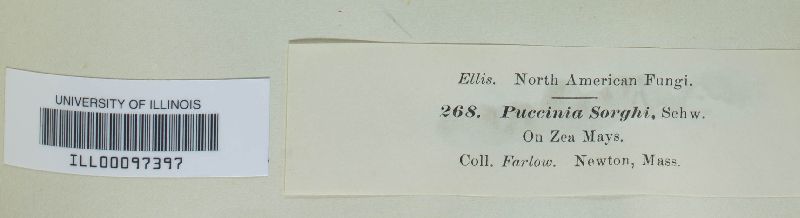 UNIVERSITY OF ILLINOIS
ILL00097397
Ellis. North American Fungi.
268. Puccinia Sorghi, Schw.
On Zea Mays.
Coll. Farlow. Newton, Mass.